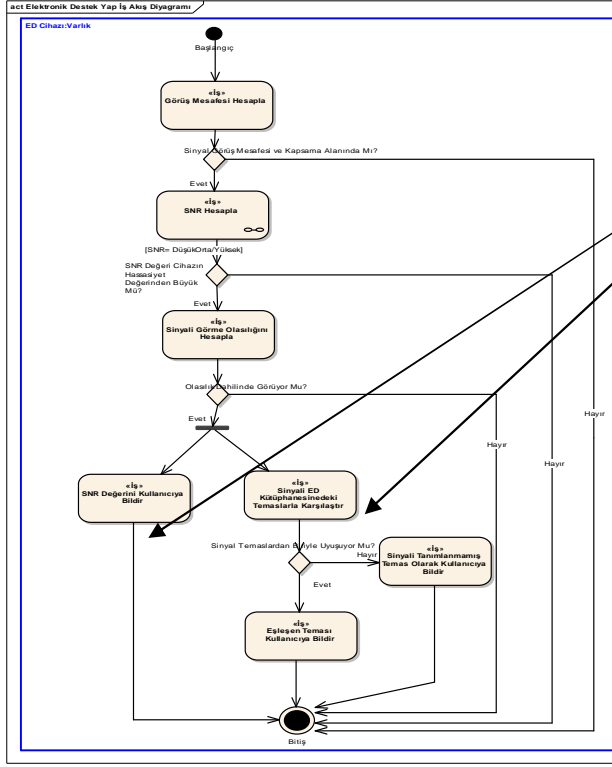 act Elektronik Destek Yap İş Akış Diyagramı
ED Cihazı:Varlık
Başlangıç
«İş»
Görüş Mesafesi Hesapla
Sinyal Görüş Mesafesi ve Kapsama Alanında Mı?
Evet
«İş»
SNR Hesapla
[SNR= DüşükOrta/Yüksek]
SNR Değeri Cihazın
Hassasiyet
Değerinden Büyük
Mü?
Evet
«İş»
Sinyali Görme Olasılığını
Hesapla
Olasılık Dahilinde Görüyor Mu?
Evet
Hayır
Hayır
Hayır
«İş»
SNR Değerini Kullanıcıya
Bildir
«İş»
Sinyali ED
Kütüphanesinedeki
Temaslarla Karşılaştır
Sinyal Temaslardan Biriyle Uyuşuyor Mu?
Hayır
«İş»
Sinyali Tanımlanmamış
Temas Olarak Kullanıcıya
Bildir
Evet
«İş»
Eşleşen Teması
Kullanıcıya Bildir
Bitiş